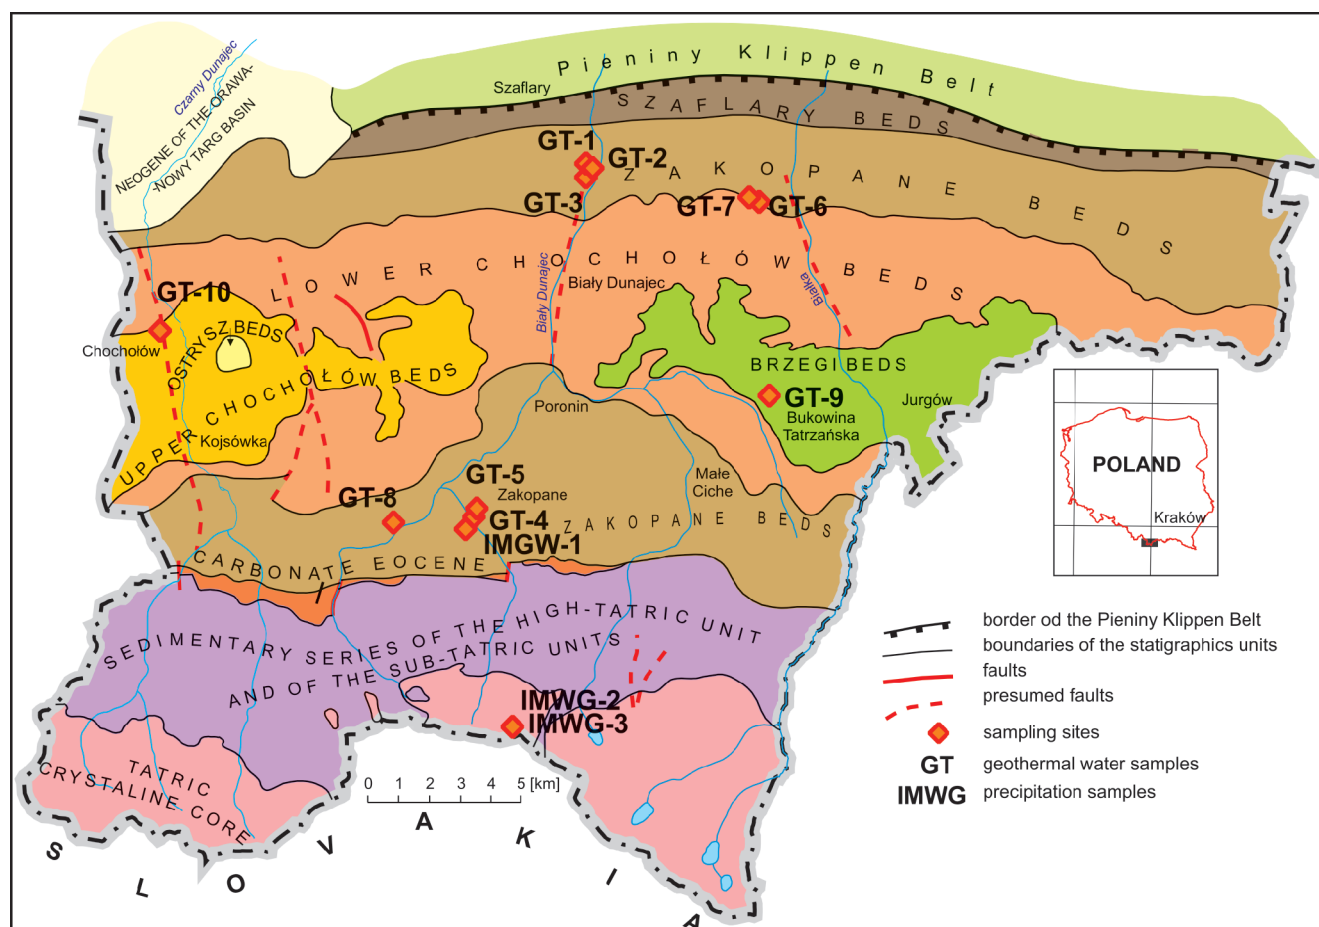 Pieniny Klippen Belt
Czarny Dunajec
Szaflary
SZAFLARY BEDS
NEOGENE OF THE ORAWA-
NOWY TARG BASIN
GT-1
GT-2
ZAKOPANE BEDS
GT-3
GT-7
GT-6
LOWER CHOCHOŁÓW BEDS
Biały Dunajec
Biały Dunajec
Białka
GT-10
Chochołów
OSTRYSZ BEDS
UPPER CHOCHOŁÓW BEDS
Kojsówka
BRZEGI BEDS
GT-9
Bukowina
Tatrzańska
Jurgów
Poronin
Małe
Ciche
GT-5
Zakopane
GT-8
GT-4
IMGW-1
ZAKOPANE BEDS
CARBONATE EOCENE
SEDIMENTARY SERIES OF THE HIGH-TATRIC UNIT
AND OF THE SUB-TATRIC UNITS
IMWG-2
IMWG-3
TATRIC
CRYSTALINE CORE
0 1 2 3 4 5 [km]
SLOVAKIA
POLAND
Kraków
border od the Pieniny Klippen Belt
boundaries of the statigraphics units
faults
presumed faults
sampling sites
GT geothermal water samples
IMWG precipitation samples